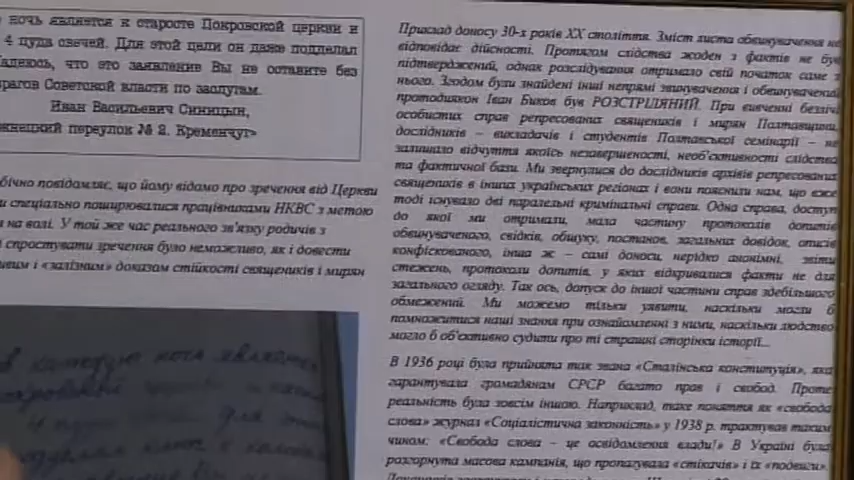 ночь является к старосте Покровской церкви и
4 пуда свечей. Для этой цели он даже подделал
что это заявление Вы не оставите без
врагов Советской власти по заслугам.
Иван Васильевич Синицын,
переулок № 2. Кременчуг»
повідомляє, що йому відамо про зречення від Церкви
и спеціально поширювалися працівниками НКВС з метою
на волі. У той же час реального зв'язку родичів з
спростувати зречення було неможливо, як і довести
і «залізним» доказом стійкості священиків і мирян
Приклад доносу 30-х років ХХ століття. Зміст листа обвинувачення не
відповідає дійсності. Протягом слідства жоден з фактів не був
підтверджений, однак розслідування отримало свій початок саме з
нього. Згодом були знайдені інші непрямі звинувачення і обвинувачений
протодиякон Іван Биков був РОЗСТРІЛЯНИЙ. При вивченні безлічі
особистих справ репресованих священиків і мирян Полтавщини,
дослідників – викладачів і студентів Полтавської семінарії – не
залишало відчуття якоїсь незавершеності, необ'єктивності слідства
та фактичної бази. Ми звернулися до дослідників архівів репресованих
священиків в інших українських регіонах і вони пояснили нам, що вже
тоді існувало дві паралельні кримінальні справи. Одна справа, доступ
до якої ми отримали, мала частину протоколів допитів
обвинуваченого, свідків, обшуку, постанов, загальних довідок, описів
конфіскованого, інша ж – самі доноси, нерідко анонімні, звіти
стежень, протоколи допитів, у яких відкривалися факти не для
загального огляду. Так ось, допуск до іншої частини справ здебільшого
обмежений. Ми можемо тільки уявити, наскільки могли б
помножитися наші знання при ознайомленні з ними, наскільки людство
могло б об'єктивно судити про ті страшні сторінки історії...
В 1936 році була прийнята так звана «Сталінська конституція», яка
гарантувала громадянам СРСР багато прав і свобод. Проте
реальність була зовсім іншою. Наприклад, таке поняття як «свобода
слова» журнал «Соціалістична законність» у 1938 р. трактував таким
чином: «Свобода слова – це освідомлення влади!» В Україні була
розгорнута масова кампанія, що пропагувала «стікачів» і їх «подвиги».